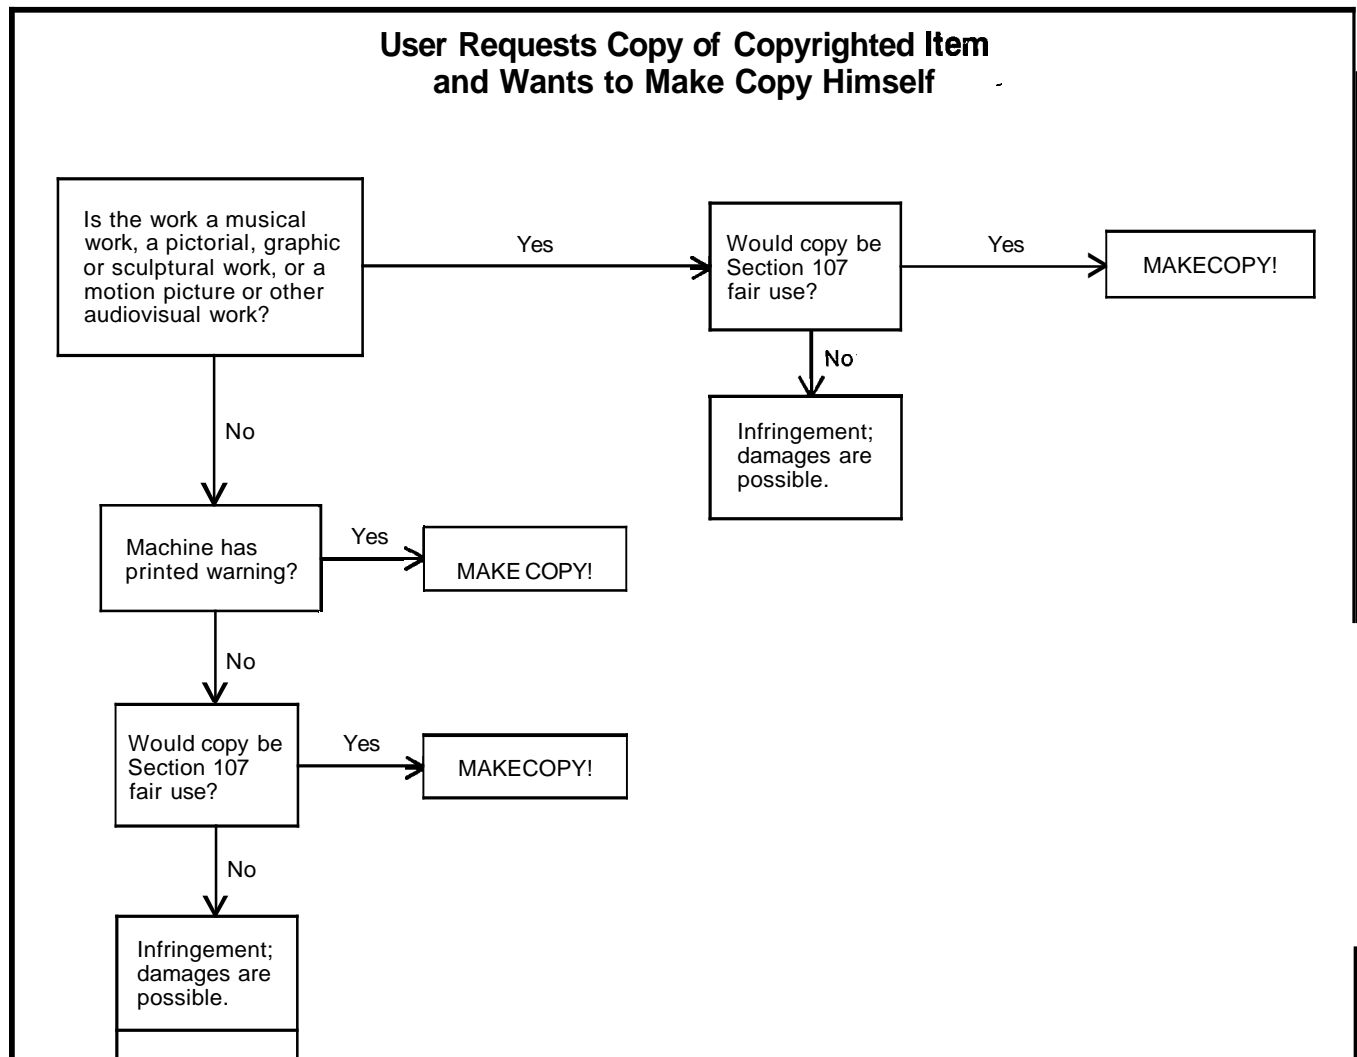 User Requests Copy of Copyrighted Item
and Wants to Make Copy Himself
Is the work a musical
work, a pictorial, graphic
or sculptural work, or a
motion picture or other
audiovisual work?
Yes
Would copy be
Section 107
fair use?
Yes
MAKECOPY!
No
Infringement;
damages are
possible.
No
Machine has
printed warning?
Yes
MAKE COPY!
No
Would copy be
Section 107
fair use?
Yes
MAKECOPY!
No
Infringement;
damages are
possible.